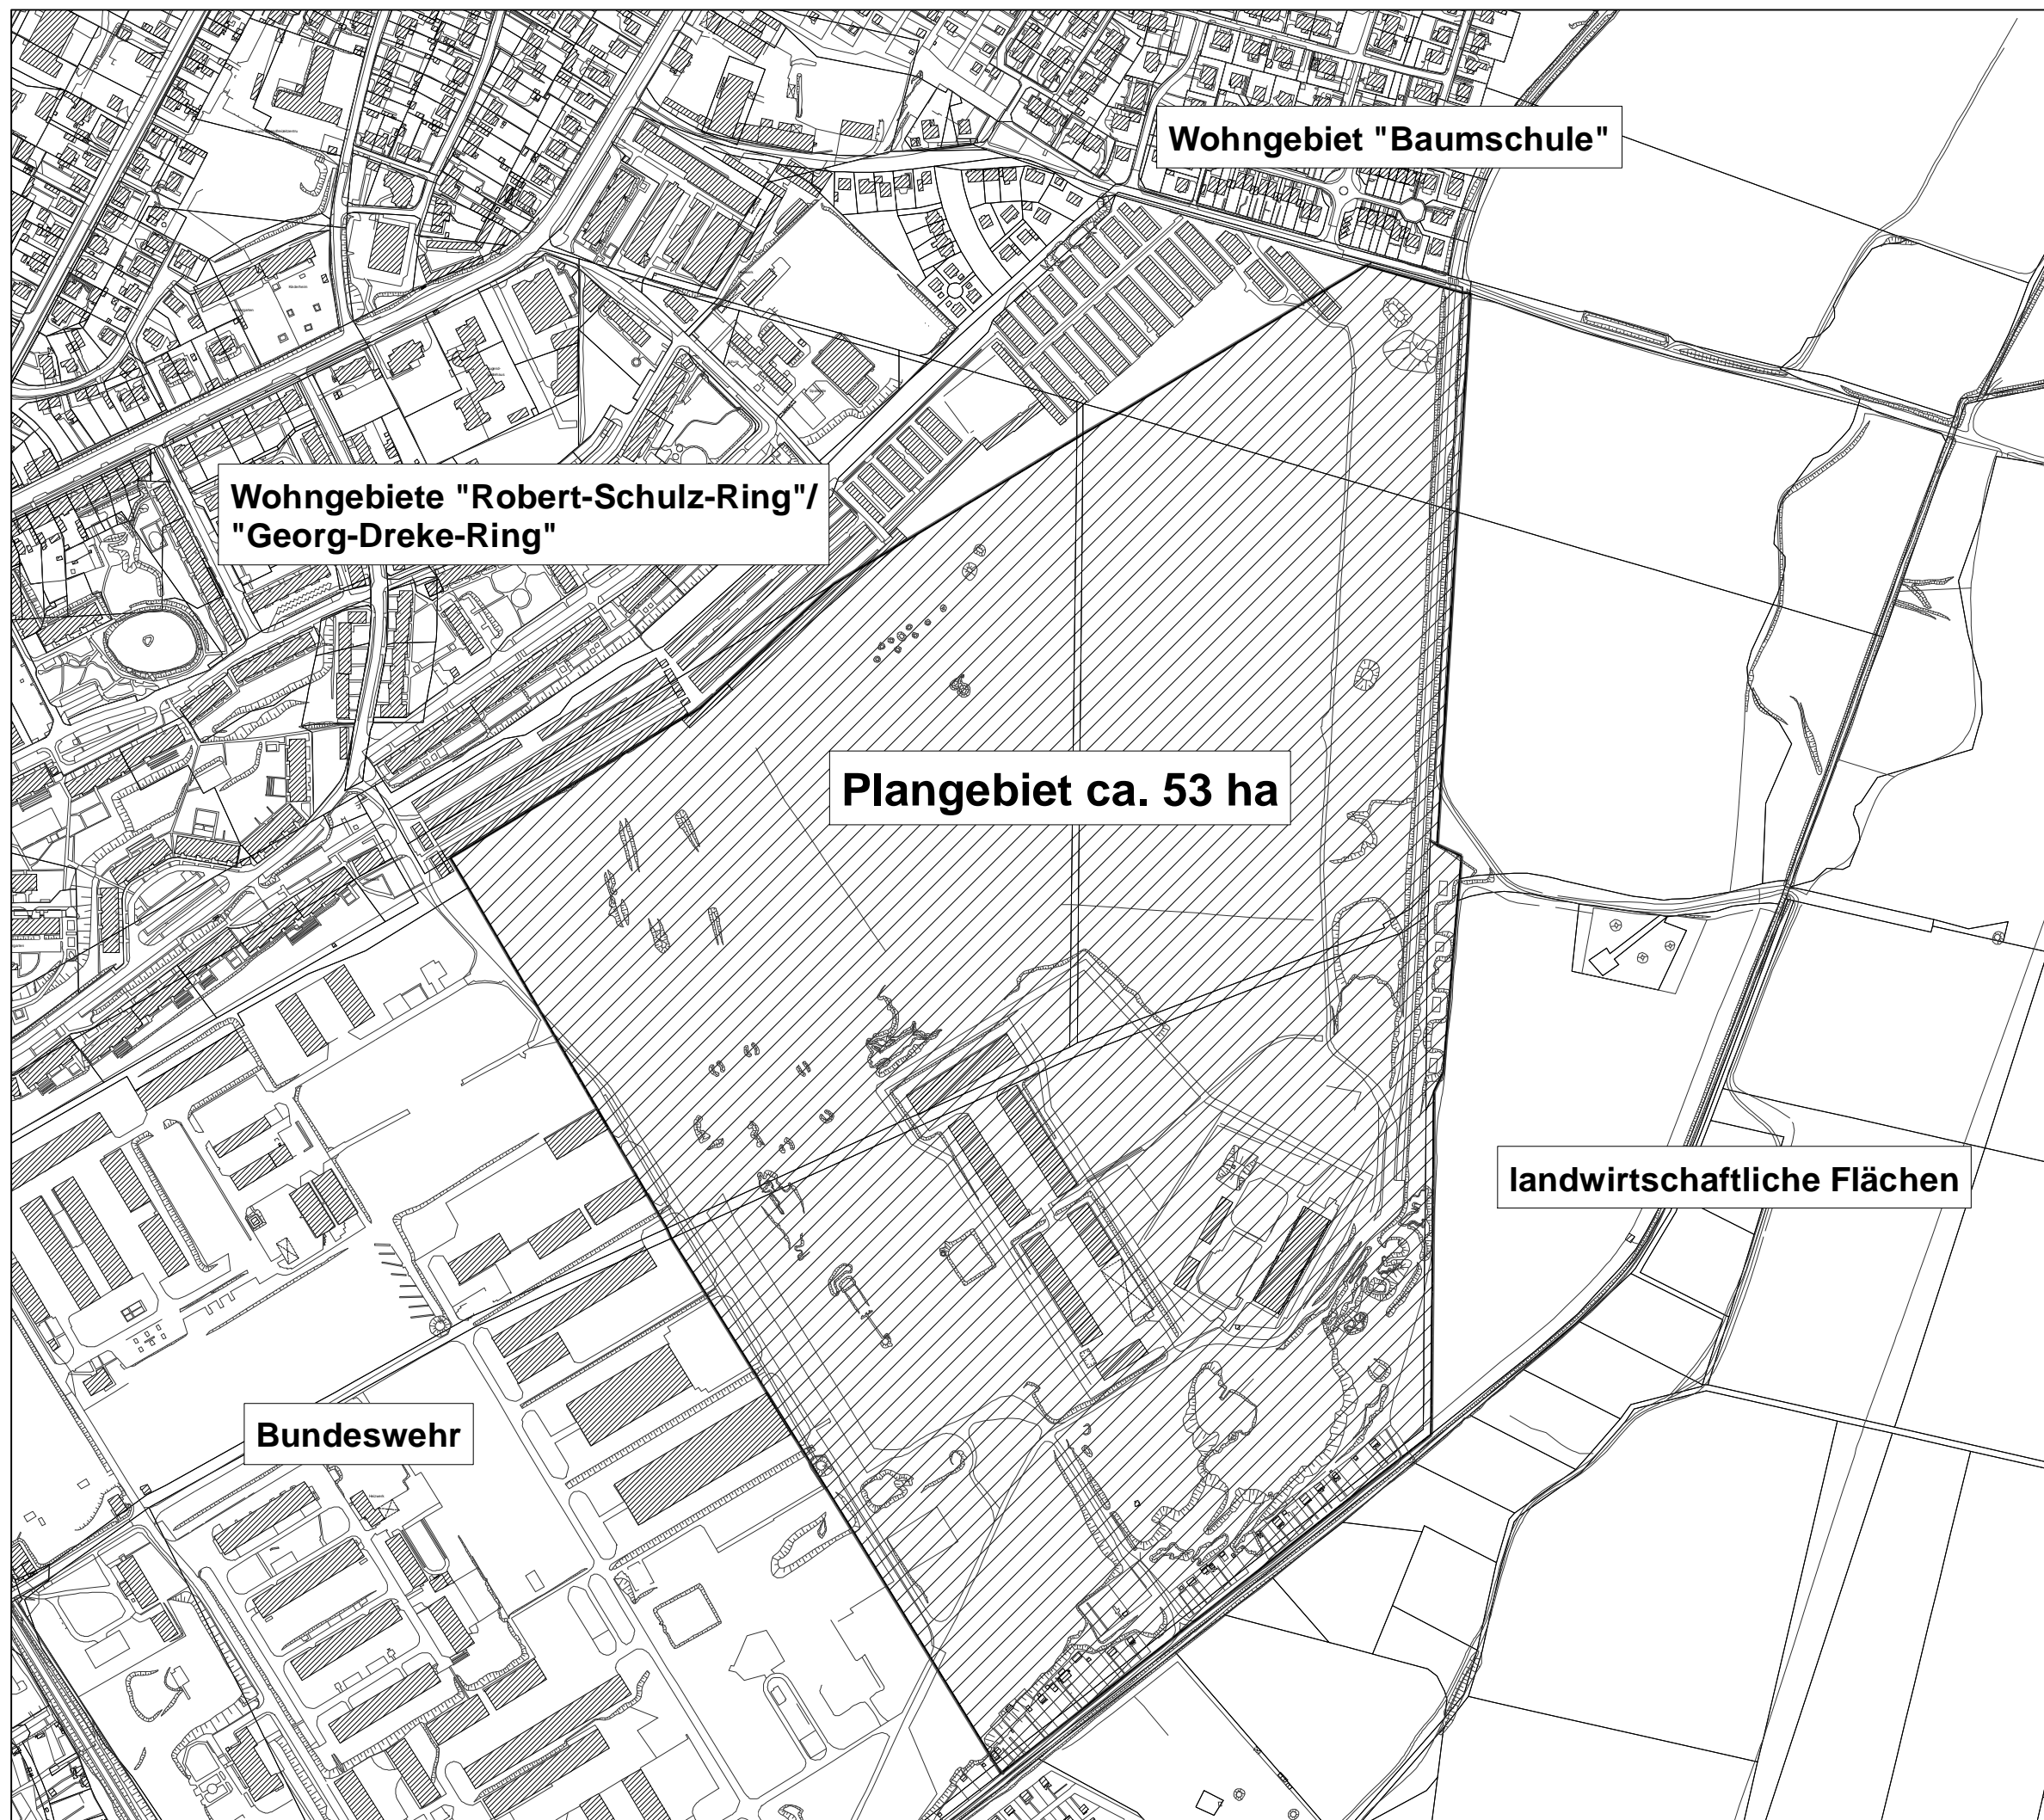 Wohngebiet "Baumschule"
Wohngebiete "Robert-Schulz-Ring"/
"Georg-Dreke-Ring"
Plangebiet ca. 53 ha
landwirtschaftliche Flächen
Bundeswehr